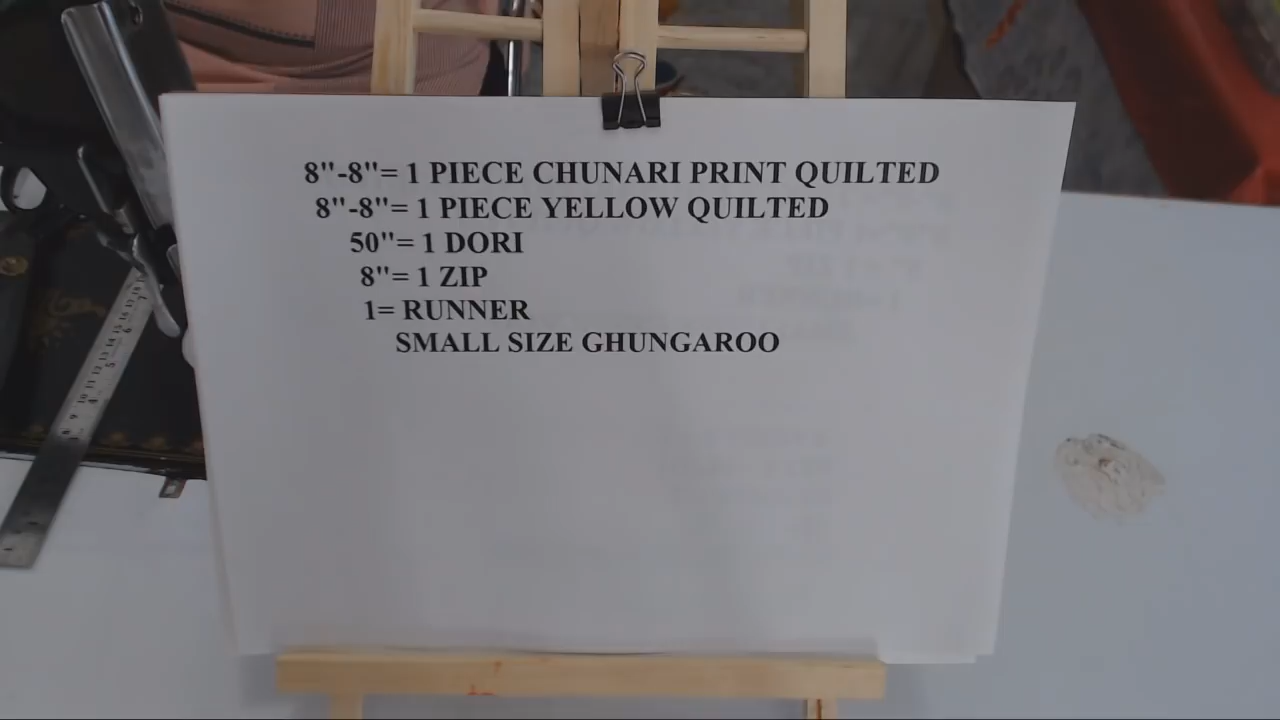 8"-8"= 1 PIECE CHUNARI PRINT QUILTED
8"-8"= 1 PIECE YELLOW QUILTED
50"= 1 DORI
8"= 1 ZIP
1= RUNNER
SMALL SIZE GHUNGAROO